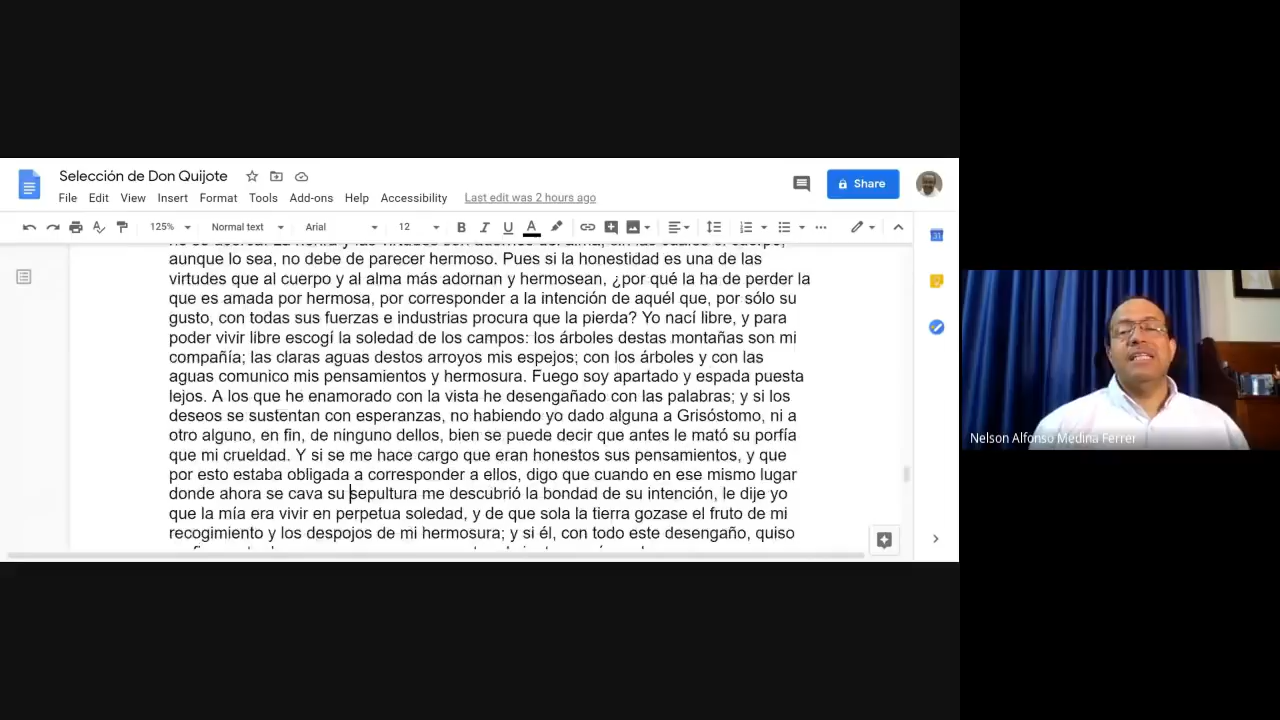 Selección de Don Quijote
File Edit View Insert Format Tools Add-ons Help Accessibility Last edit was 2 hours ago
Share
125% Normal text Arial 12 B I U A
aunque lo sea, no debe de parecer hermoso. Pues si la honestidad es una de las
virtudes que al cuerpo y al alma más adornan y hermosean, ¿por qué la ha de perder la
que es amada por hermosa, por corresponder a la intención de aquél que, por sólo su
gusto, con todas sus fuerzas e industrias procura que la pierda? Yo nací libre, y para
poder vivir libre escogí la soledad de los campos: los árboles destas montañas son mi
compañía; las claras aguas destos arroyos mis espejos; con los árboles y con las
aguas comunico mis pensamientos y hermosura. Fuego soy apartado y espada puesta
lejos. A los que he enamorado con la vista he desengañado con las palabras; y si los
deseos se sustentan con esperanzas, no habiendo yo dado alguna a Grisóstomo, ni a
otro alguno, en fin, de ninguno dellos, bien se puede decir que antes le mató su porfía
que mi crueldad. Y si se me hace cargo que eran honestos sus pensamientos, y que
por esto estaba obligada a corresponder a ellos, digo que cuando en ese mismo lugar
donde ahora se cava su sepultura me descubrió la bondad de su intención, le dije yo
que la mía era vivir en perpetua soledad, y de que sola la tierra gozase el fruto de mi
recogimiento y los despojos de mi hermosura; y si él, con todo este desengaño, quiso
Nelson Alfonso Medina Ferrer